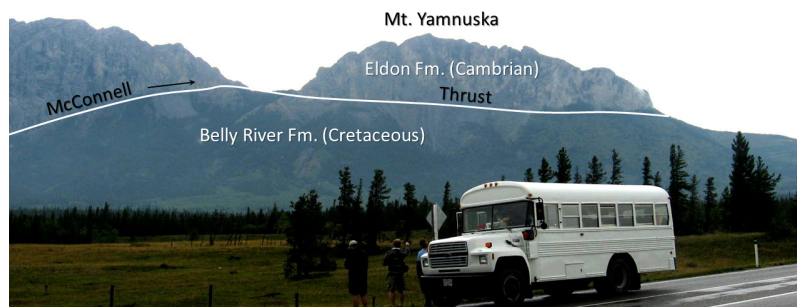 Mt. Yamnuska
Eldon Fm. (Cambrian)
McConnell
Thrust
Belly River Fm. (Cretaceous)